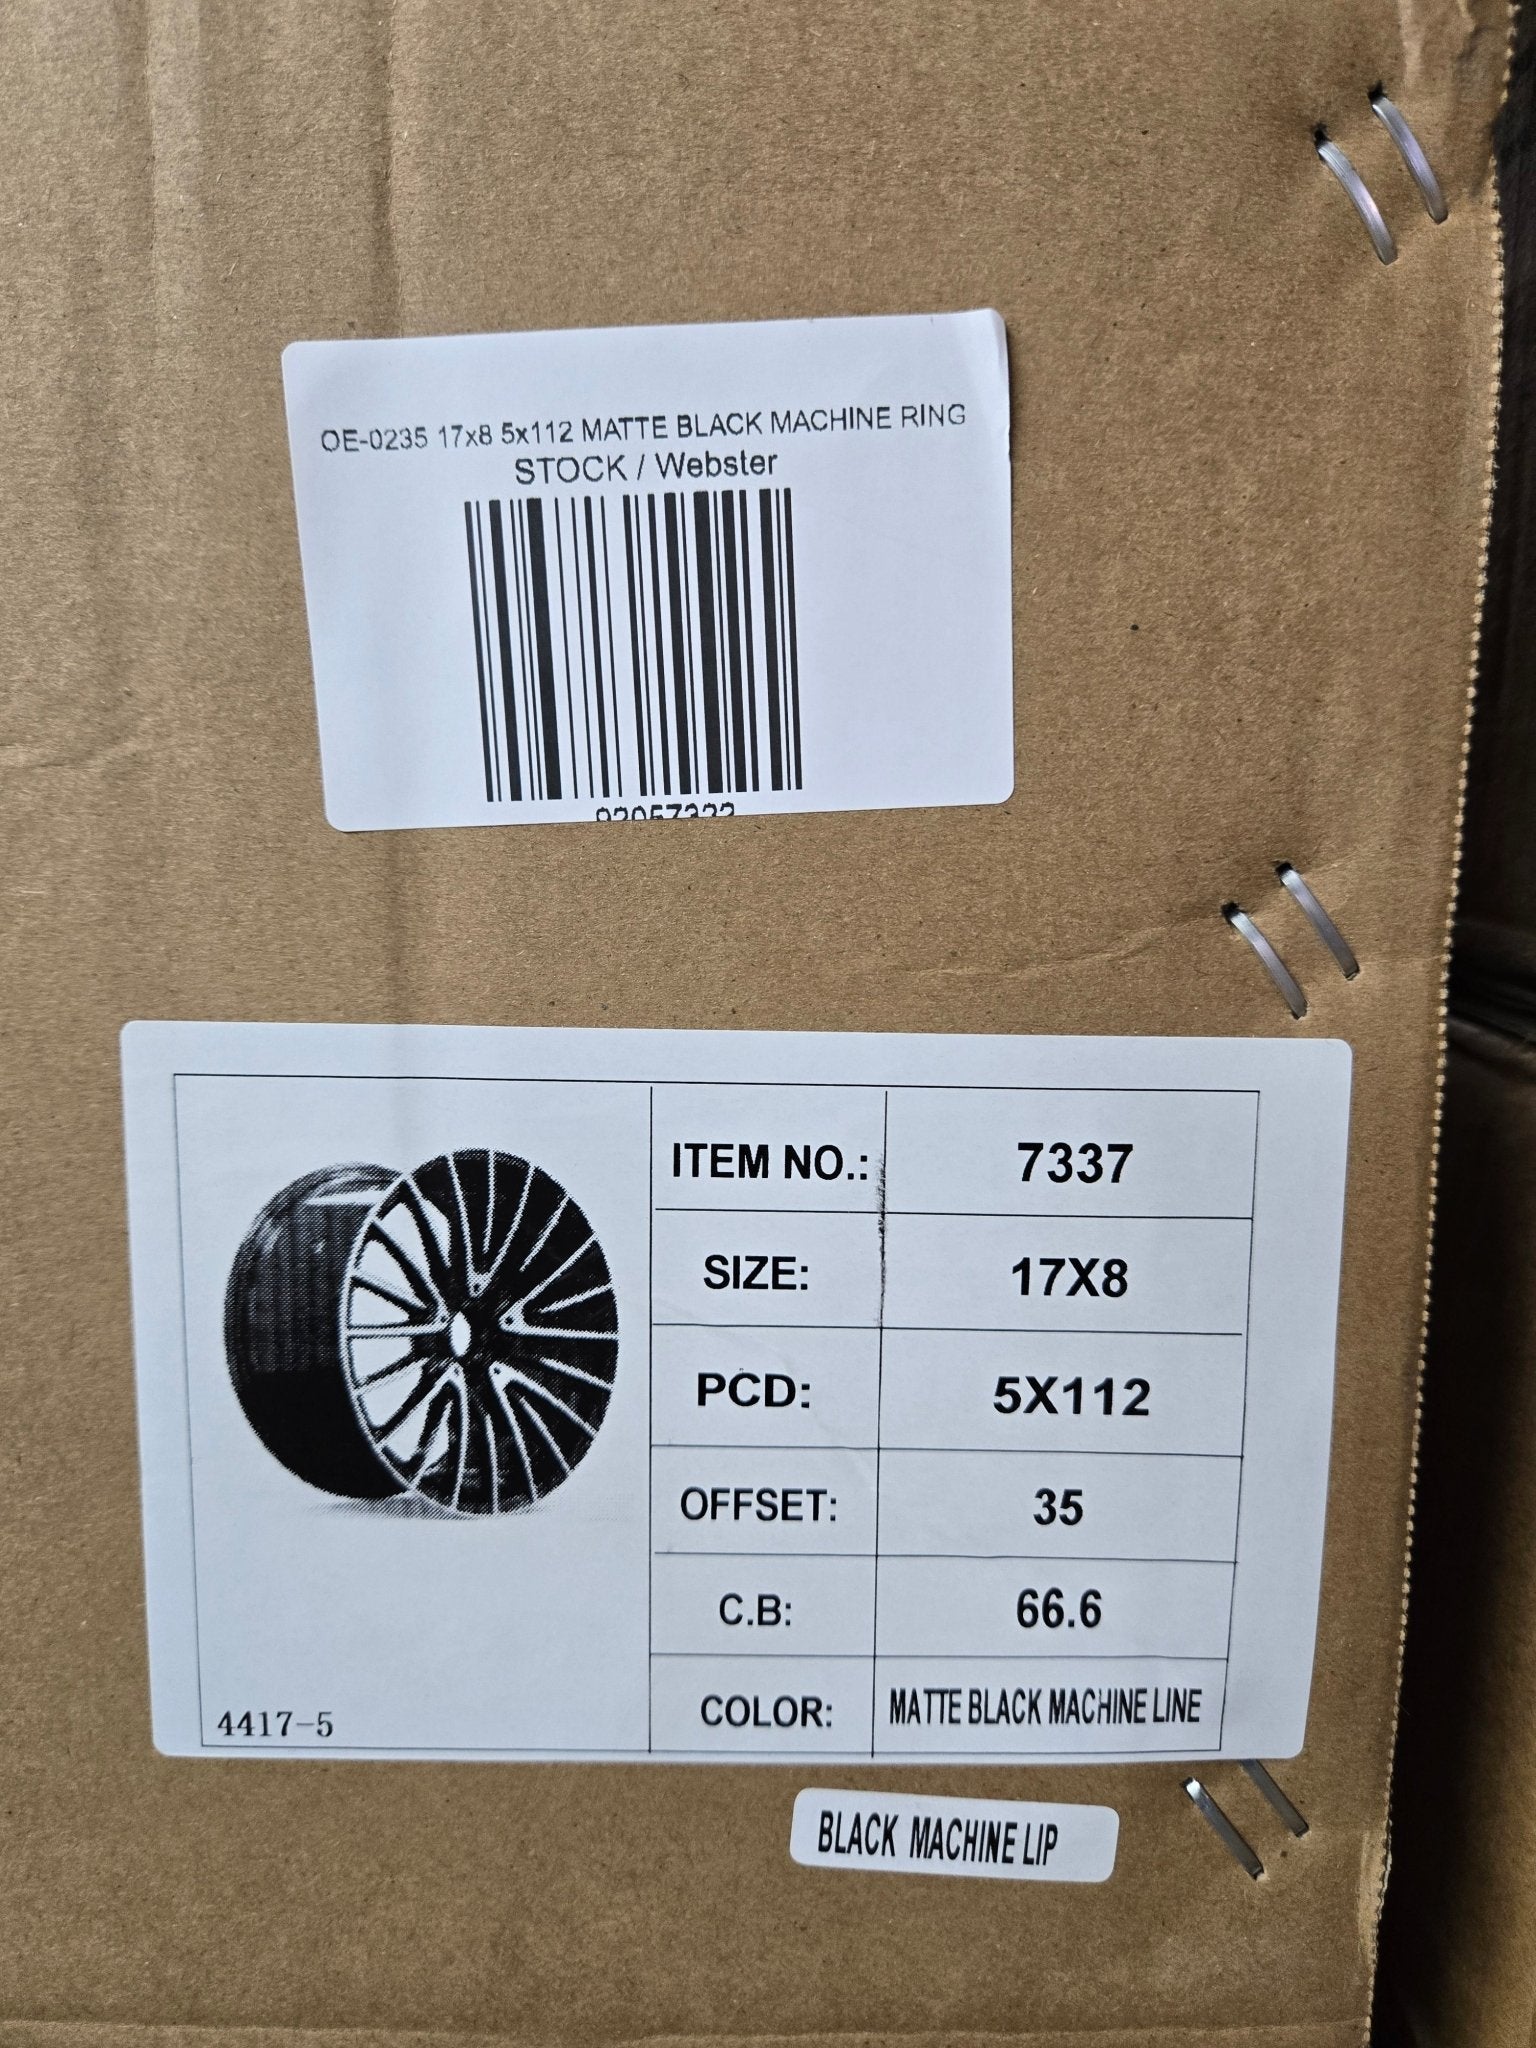 OE-0235 17x8 5x112 MATTE BLACK MACHINE RING
STOCK / Webster
ITEM NO.: 7337
SIZE: 17X8
PCD: 5X112
OFFSET: 35
C.B: 66.6
COLOR: MATTE BLACK MACHINE LINE
4417-5
BLACK MACHINE LIP